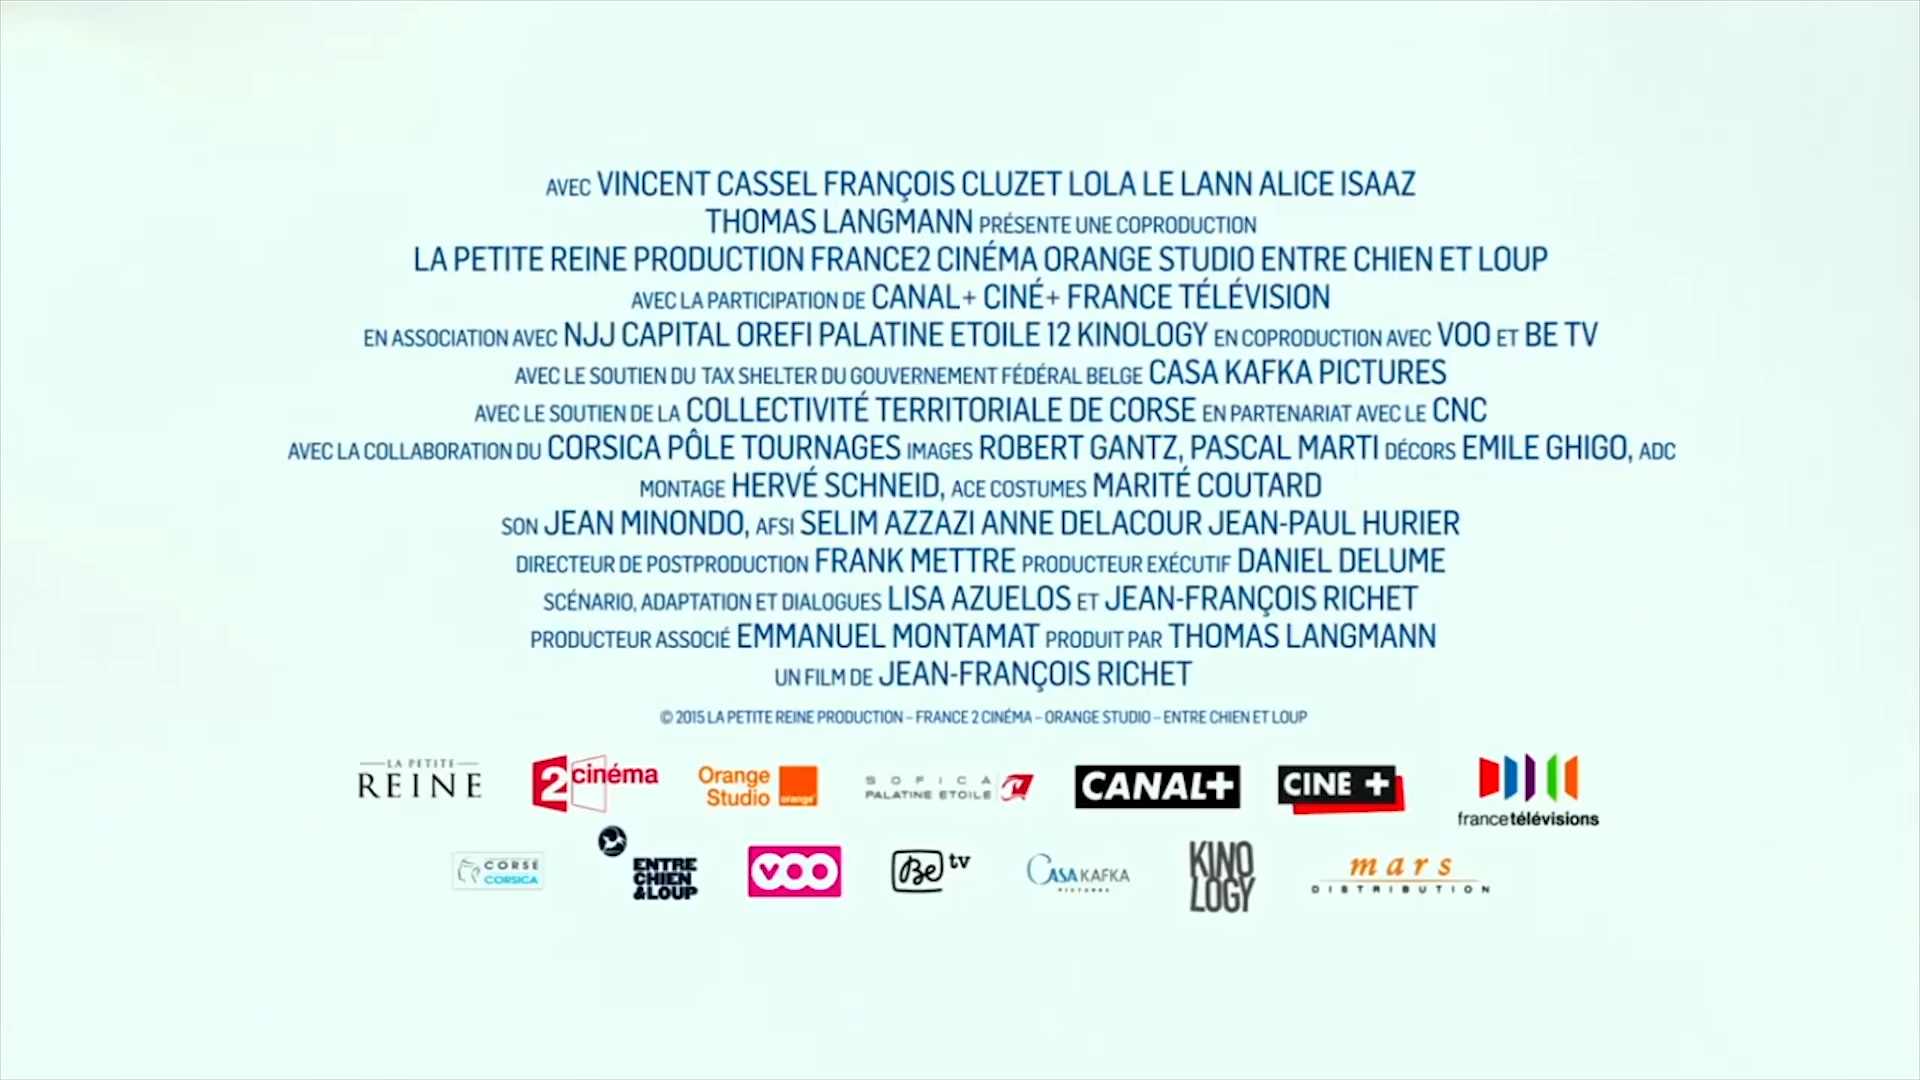 AVEC VINCENT CASSEL FRANÇOIS CLUZET LOLA LE LANN ALICE ISAAZ
THOMAS LANGMANN PRÉSENTE UNE COPRODUCTION
LA PETITE REINE PRODUCTION FRANCE2 CINÉMA ORANGE STUDIO ENTRE CHIEN ET LOUP
AVEC LA PARTICIPATION DE CANAL+ CINÉ+ FRANCE TÉLÉVISION
EN ASSOCIATION AVEC NJJ CAPITAL OREFI PALATINE ETOILE 12 KINOLOGY EN COPRODUCTION AVEC VOO ET BE TV
AVEC LE SOUTIEN DU TAX SHELTER DU GOUVERNEMENT FÉDÉRAL BELGE CASA KAFKA PICTURES
AVEC LE SOUTIEN DE LA COLLECTIVITÉ TERRITORIALE DE CORSE EN PARTENARIAT AVEC LE CNC
AVEC LA COLLABORATION DU CORSICA PÔLE TOURNAGES IMAGES ROBERT GANTZ, PASCAL MARTI DÉCORS EMILE GHIGO, ADC
MONTAGE HERVÉ SCHNEID, ACE COSTUMES MARITÉ COUTARD
SON JEAN MINONDO, AFSI SELIM AZZAZI ANNE DELACOUR JEAN-PAUL HURIER
DIRECTEUR DE POSTPRODUCTION FRANK METTRE PRODUCTEUR EXÉCUTIF DANIEL DELUME
SCÉNARIO, ADAPTATION ET DIALOGUES LISA AZUELOS ET JEAN-FRANÇOIS RICHET
PRODUCTEUR ASSOCIÉ EMMANUEL MONTAMAT PRODUIT PAR THOMAS LANGMANN
UN FILM DE JEAN-FRANÇOIS RICHET
© 2015 LA PETITE REINE PRODUCTION – FRANCE 2 CINÉMA – ORANGE STUDIO – ENTRE CHIEN ET LOUP
LA PETITE
REINE
2 cinéma
Orange
Studio
orange
SOFICA
PALATINE ETOILE
CANAL+
CINE +
francetélévisions
CORSE
CORSICA
ENTRE
CHIEN
&LOUP
VOO
Be tv
CASA KAFKA
PICTURES
KINO
LOGY
mars
DISTRIBUTION